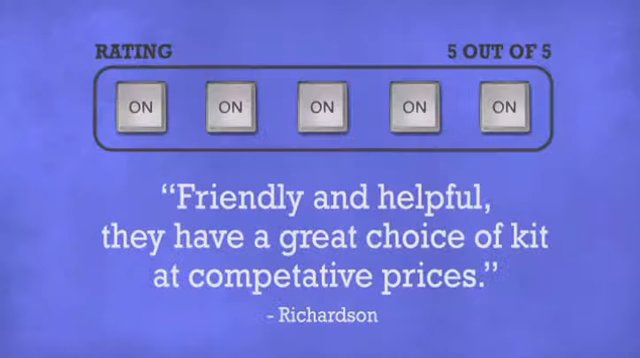 RATING 5 OUT OF 5
ON ON ON ON ON
“Friendly and helpful,
they have a great choice of kit
at competative prices.”
- Richardson